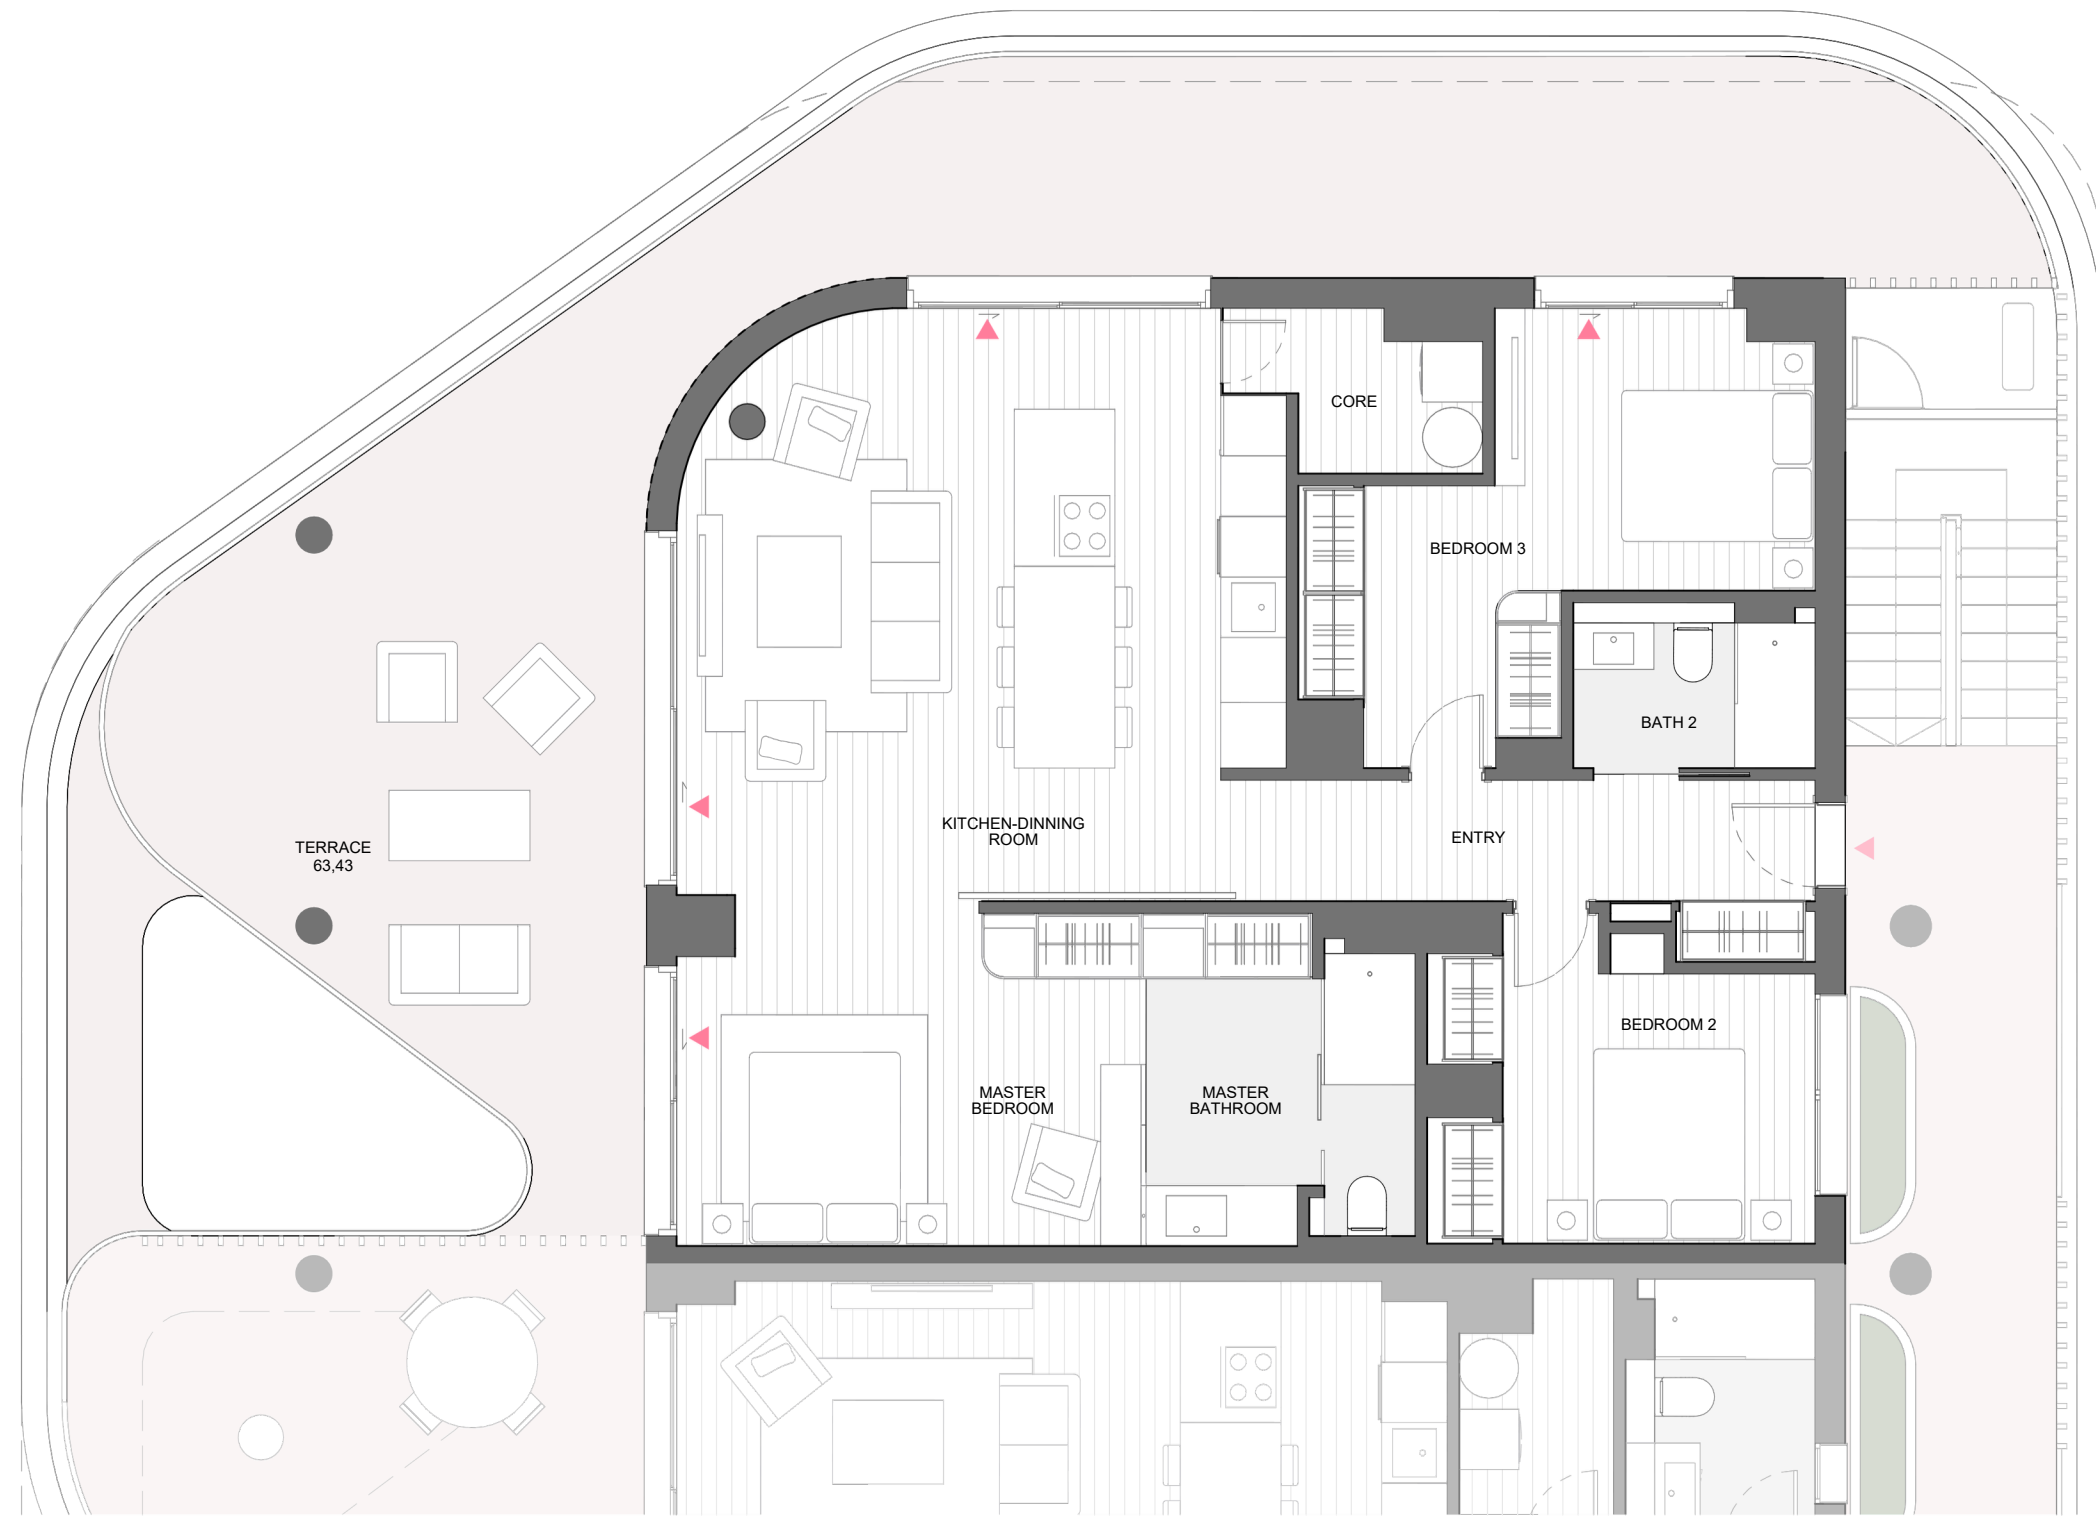 CORE
BEDROOM 3
BATH 2
KITCHEN-DINNING
ROOM
ENTRY
TERRACE
63,43
BEDROOM 2
MASTER
BEDROOM
MASTER
BATHROOM